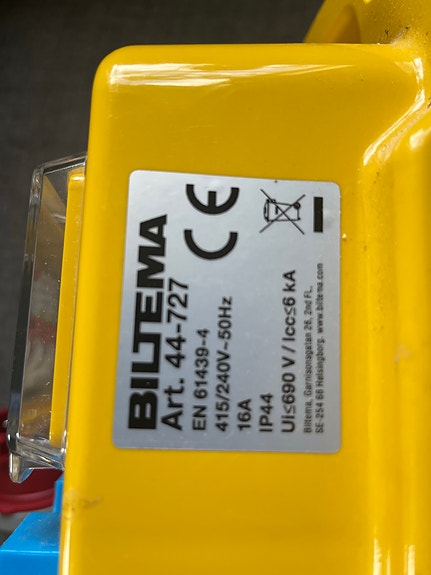 BILTEMA
Art. 44-727
EN 61439-4
415/240V~50Hz
16A
IP44
Ui≤690 V / Icc≤6 kA
Biltema, Garnisonsgatan 26, 2nd FL,
SE-254 66 Helsingborg. www.biltema.com
CE